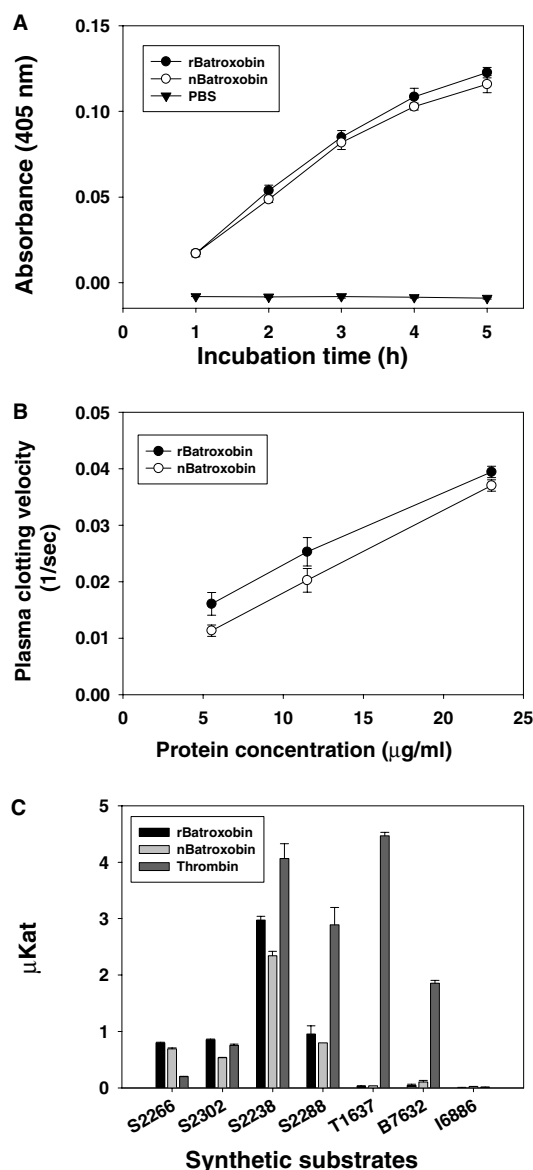 A
0.15
0.10
0.05
0.00
Absorbance (405 nm)
rBatroxobin
nBatroxobin
PBS
0 1 2 3 4 5
Incubation time (h)
B
0.05
0.04
0.03
0.02
0.01
0.00
Plasma clotting velocity
(1/sec)
rBatroxobin
nBatroxobin
0 5 10 15 20 25
Protein concentration (μg/ml)
C
5
4
3
2
1
0
μKat
rBatroxobin
nBatroxobin
Thrombin
S2266 S2302 S2238 S2288 T1637 B7632 I6886
Synthetic substrates